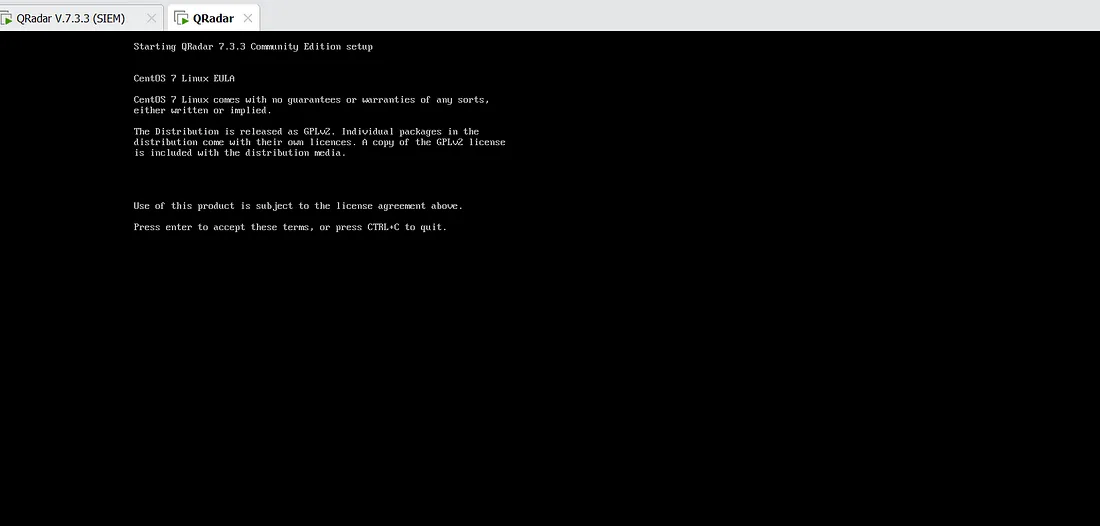 QRadar V.7.3.3 (SIEM)
QRadar
Starting QRadar 7.3.3 Community Edition setup
CentOS 7 Linux EULA
CentOS 7 Linux comes with no guarantees or warranties of any sorts,
either written or implied.
The Distribution is released as GPLv2. Individual packages in the
distribution come with their own licences. A copy of the GPLv2 license
is included with the distribution media.
Use of this product is subject to the license agreement above.
Press enter to accept these terms, or press CTRL+C to quit.